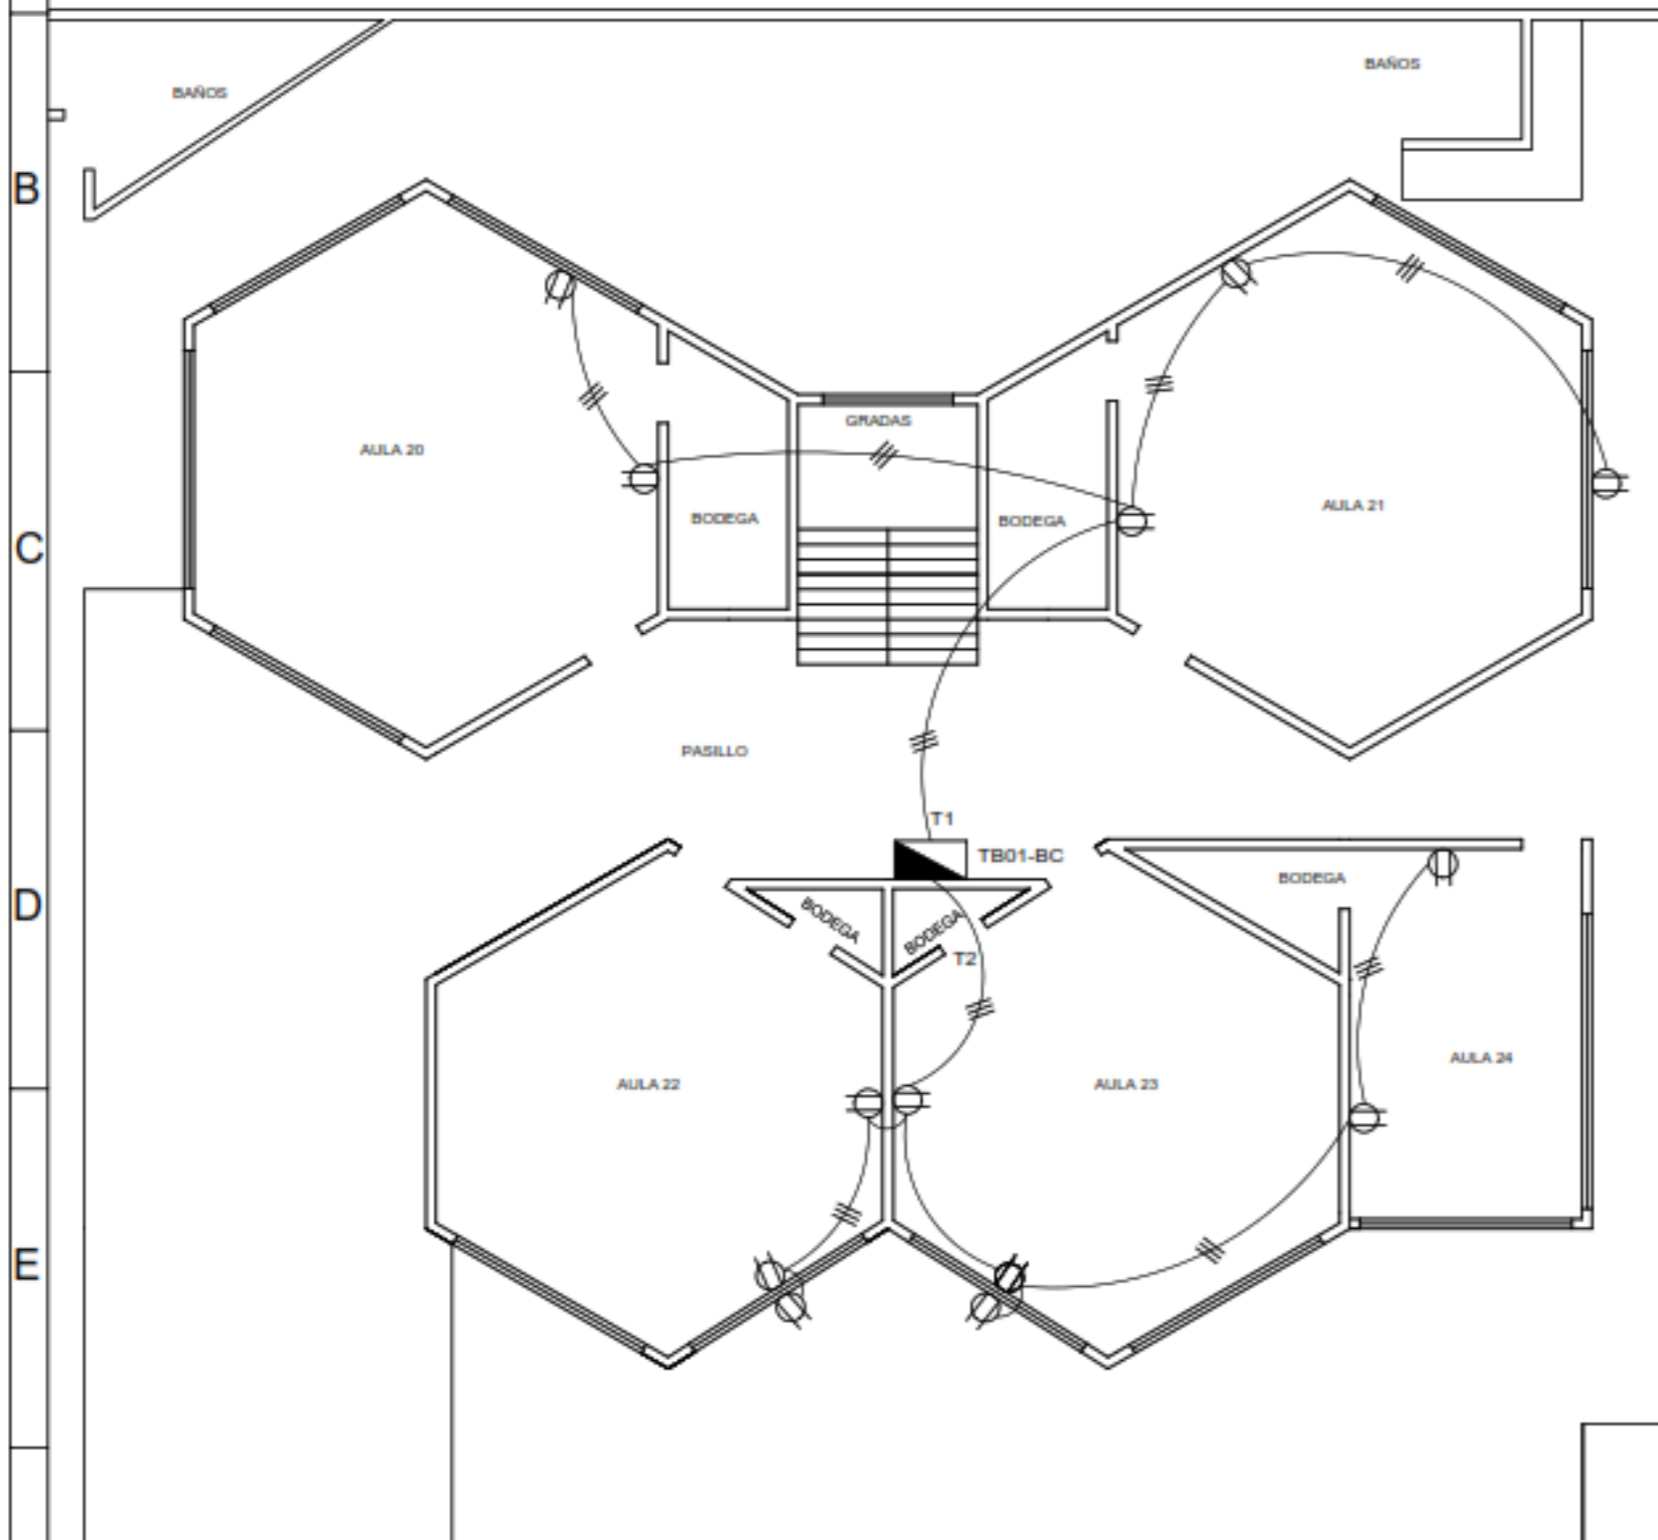 BAÑOS
BAÑOS
B
GRADAS
AULA 20
AULA 21
BODEGA
BODEGA
C
PASILLO
T1
TB01-BC
BODEGA
D
BODEGA
BODEGA
T2
AULA 24
AULA 22
AULA 23
E